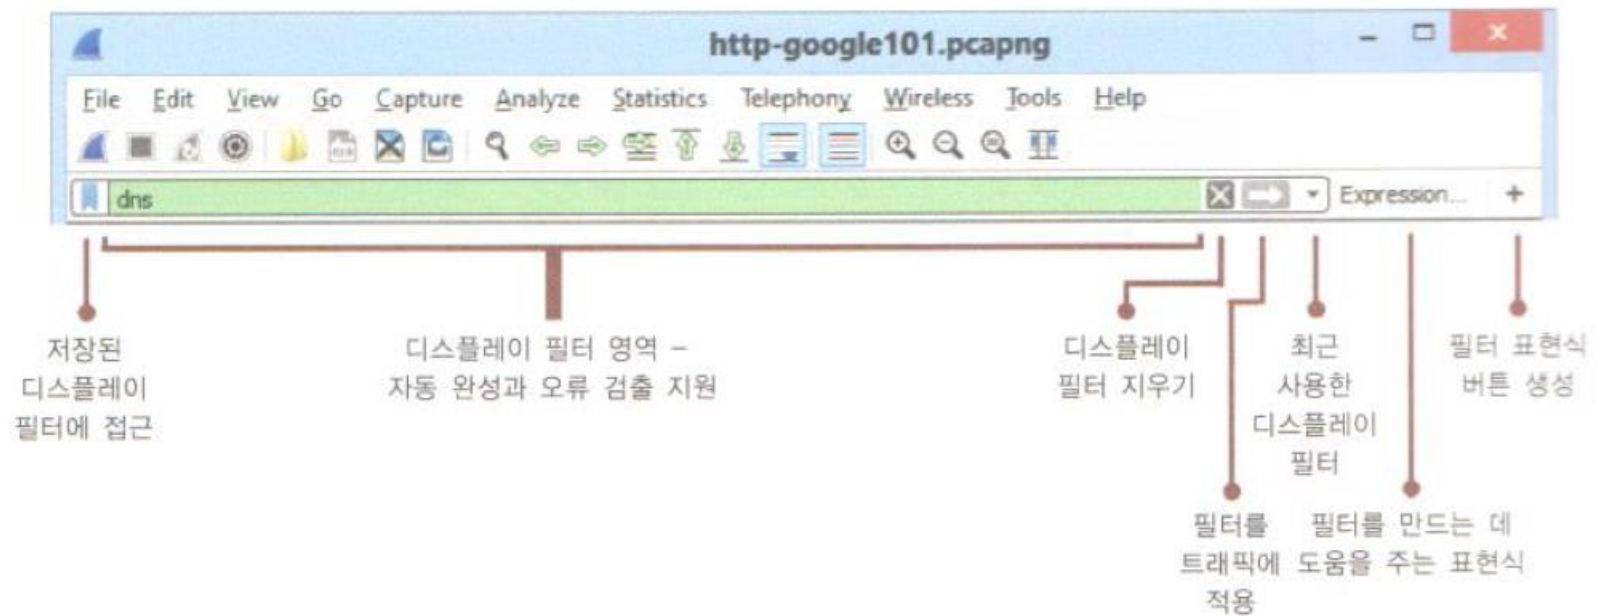 http-google101.pcapng
File Edit View Go Capture Analyze Statistics Telephony Wireless Tools Help
dns
Expression...
저장된
디스플레이
필터에 접근
디스플레이 필터 영역 –
자동 완성과 오류 검출 지원
디스플레이
필터 지우기
필터를
트래픽에
적용
최근
사용한
디스플레이
필터
필터를 만드는 데
도움을 주는 표현식
필터 표현식
버튼 생성